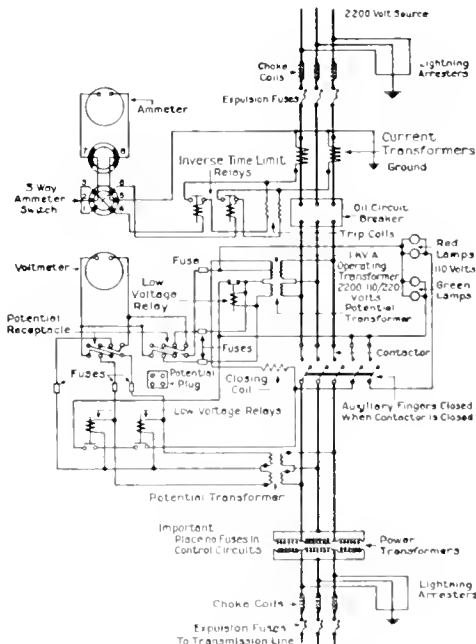 2200 Volt Source
Choke
Coils
Lightning
Arresters
Expulsion Fuses
Ammeter
Current
Transformers
Ground
Inverse Time Limit
Relays
3 Way
Ammeter
Switch
Oil Circuit
Breaker
Trip Coils
Voltmeter
Fuse
Low
Voltage
Relay
1 KV A
Operating
Transformer
2200 110/220
Volts
Potential
Transformer
Red
Lamps
110 Volts
Green
Lamps
Potential
Receptacle
Fuses
Contactor
Fuses
Potential
Plug
Closing
Coil
Low Voltage Relays
Auxiliary Fingers Closed
When Contactor is Closed
Potential Transformer
Important
Place no Fuses In
Control Circuits
Power
Transformers
Choke Coils
Lightning
Arresters
Expulsion Fuses
To Transmission Line